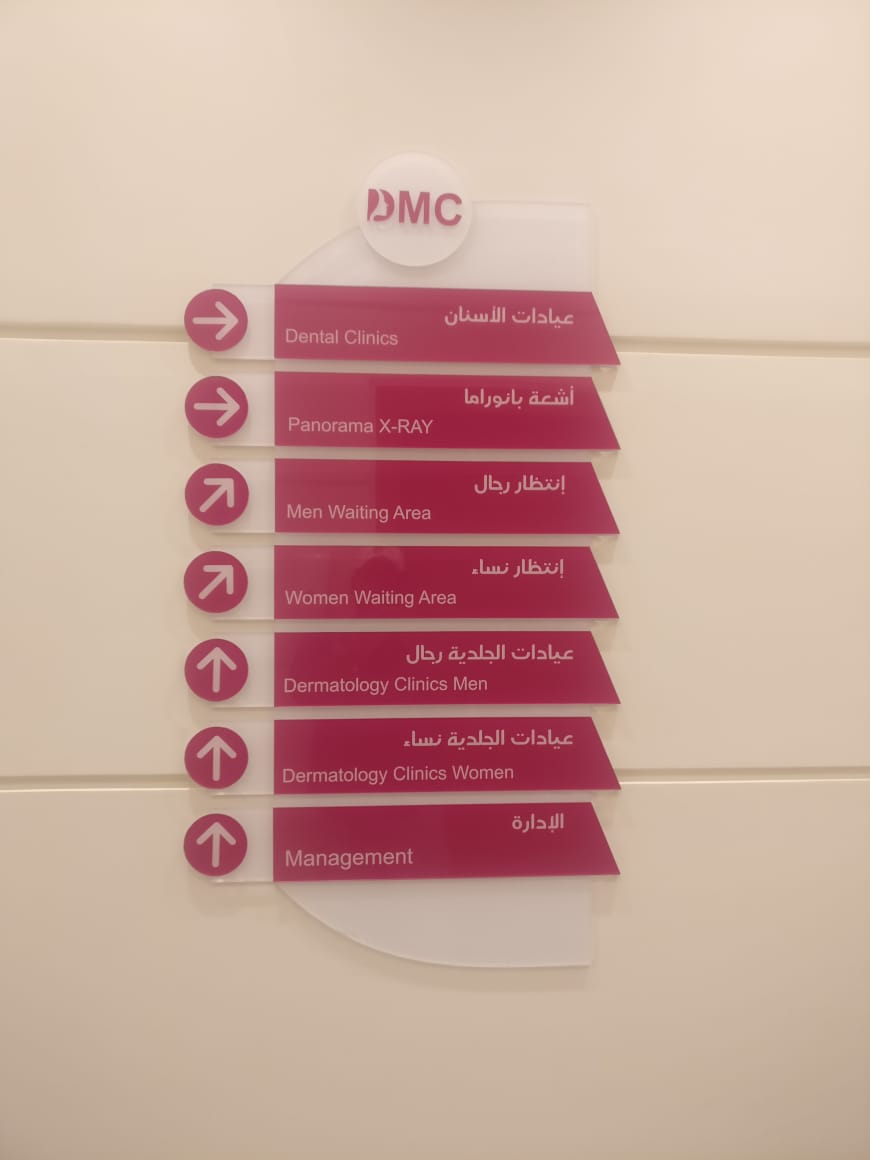 DMC
عيادات الأسنان
Dental Clinics
أشعة بانوراما
Panorama X-RAY
إنتظار رجال
Men Waiting Area
إنتظار نساء
Women Waiting Area
عيادات الجلدية رجال
Dermatology Clinics Men
عيادات الجلدية نساء
Dermatology Clinics Women
الإدارة
Management